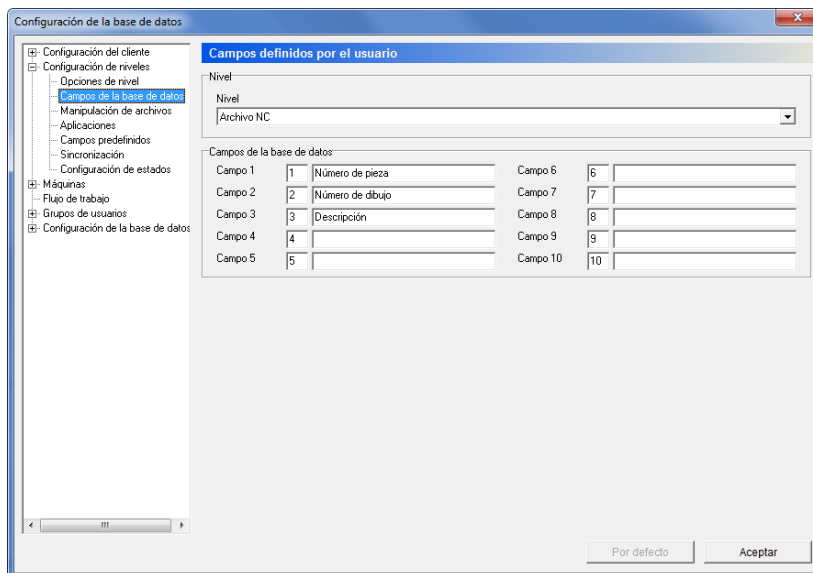 Configuración de la base de datos
Configuración del cliente
Configuración de niveles
Opciones de nivel
Campos de la base de datos
Manipulación de archivos
Aplicaciones
Campos predefinidos
Sincronización
Configuración de estados
Máquinas
Flujo de trabajo
Grupos de usuarios
Configuración de la base de datos
Campos definidos por el usuario
Nivel
Nivel
Archivo NC
Campos de la base de datos
Campo 1 1 Número de pieza
Campo 2 2 Número de dibujo
Campo 3 3 Descripción
Campo 4 4
Campo 5 5
Campo 6 6
Campo 7 7
Campo 8 8
Campo 9 9
Campo 10 10
Por defecto
Aceptar